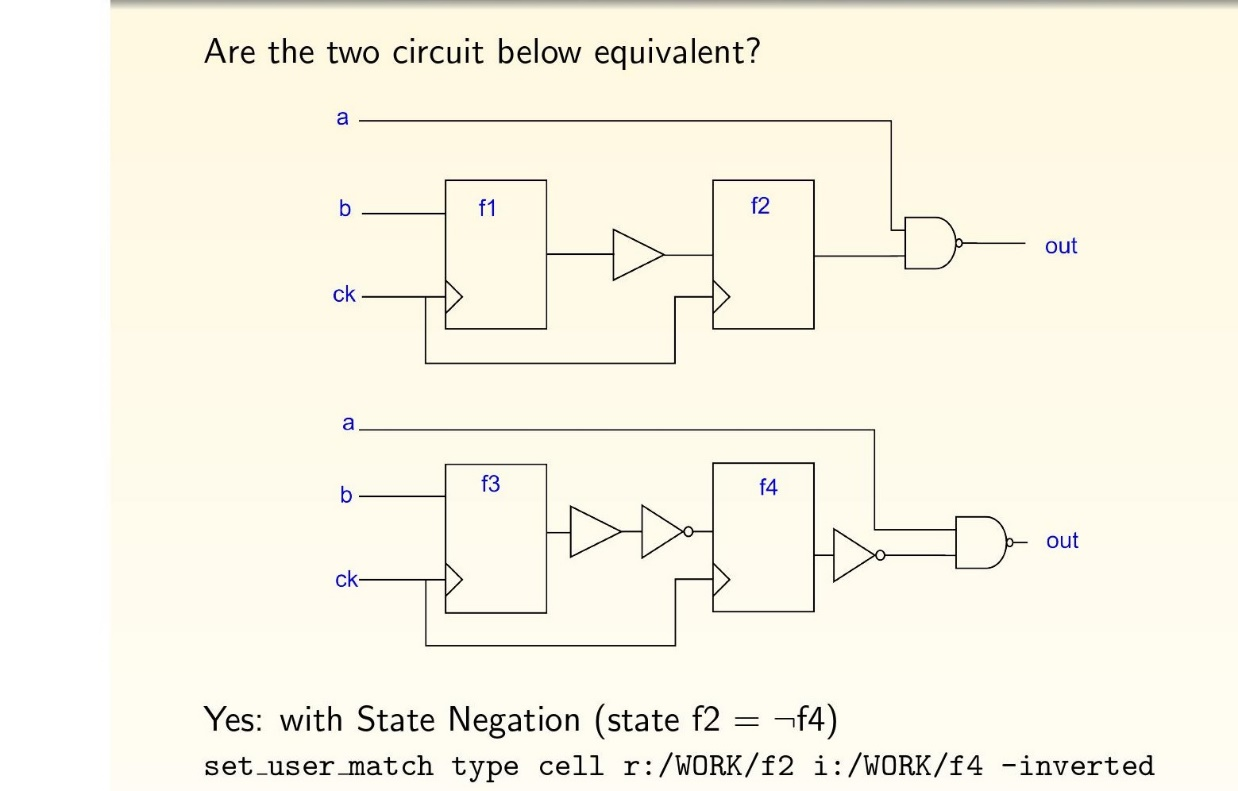 Are the two circuit below equivalent?
a
b
f1
f2
out
ck
a
b
f3
f4
out
ck
Yes: with State Negation (state f2 = ¬f4)
set_user_match type cell r:/WORK/f2 i:/WORK/f4 -inverted